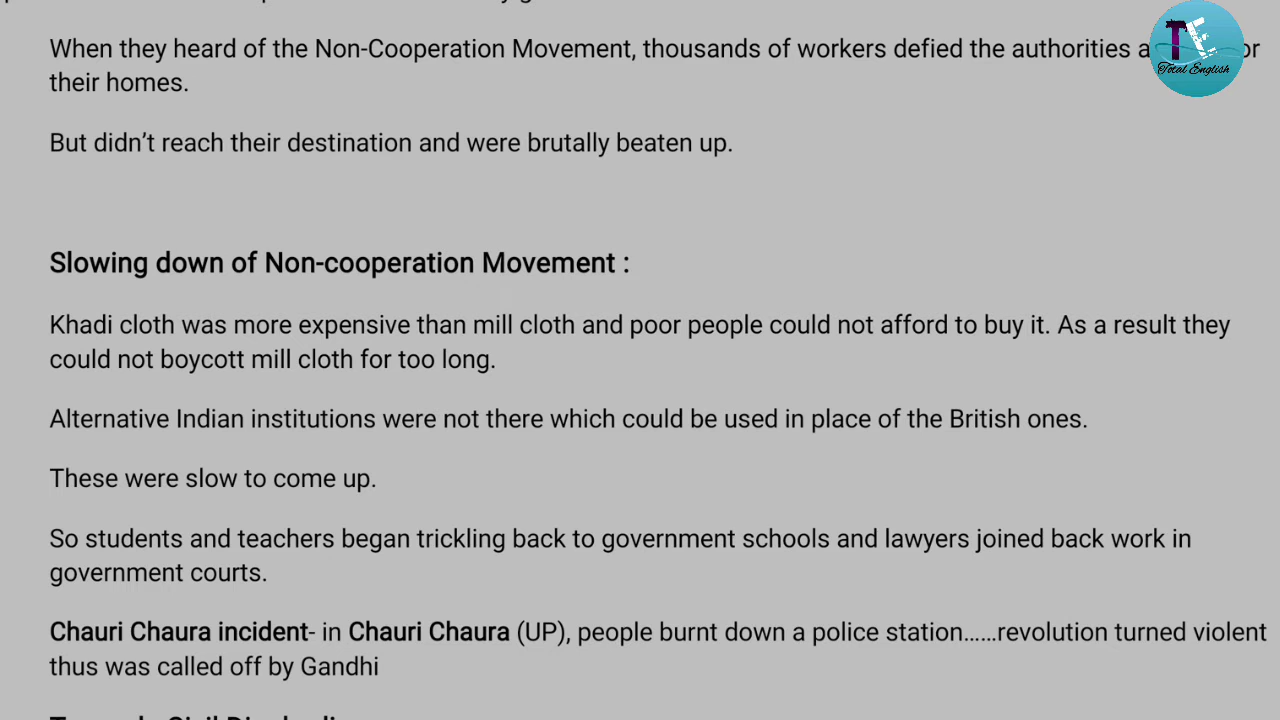 When they heard of the Non-Cooperation Movement, thousands of workers defied the authorities
their homes.
But didn’t reach their destination and were brutally beaten up.
Slowing down of Non-cooperation Movement :
Khadi cloth was more expensive than mill cloth and poor people could not afford to buy it. As a result they
could not boycott mill cloth for too long.
Alternative Indian institutions were not there which could be used in place of the British ones.
These were slow to come up.
So students and teachers began trickling back to government schools and lawyers joined back work in
government courts.
Chauri Chaura incident- in Chauri Chaura (UP), people burnt down a police station......revolution turned violent
thus was called off by Gandhi
TE
Total English